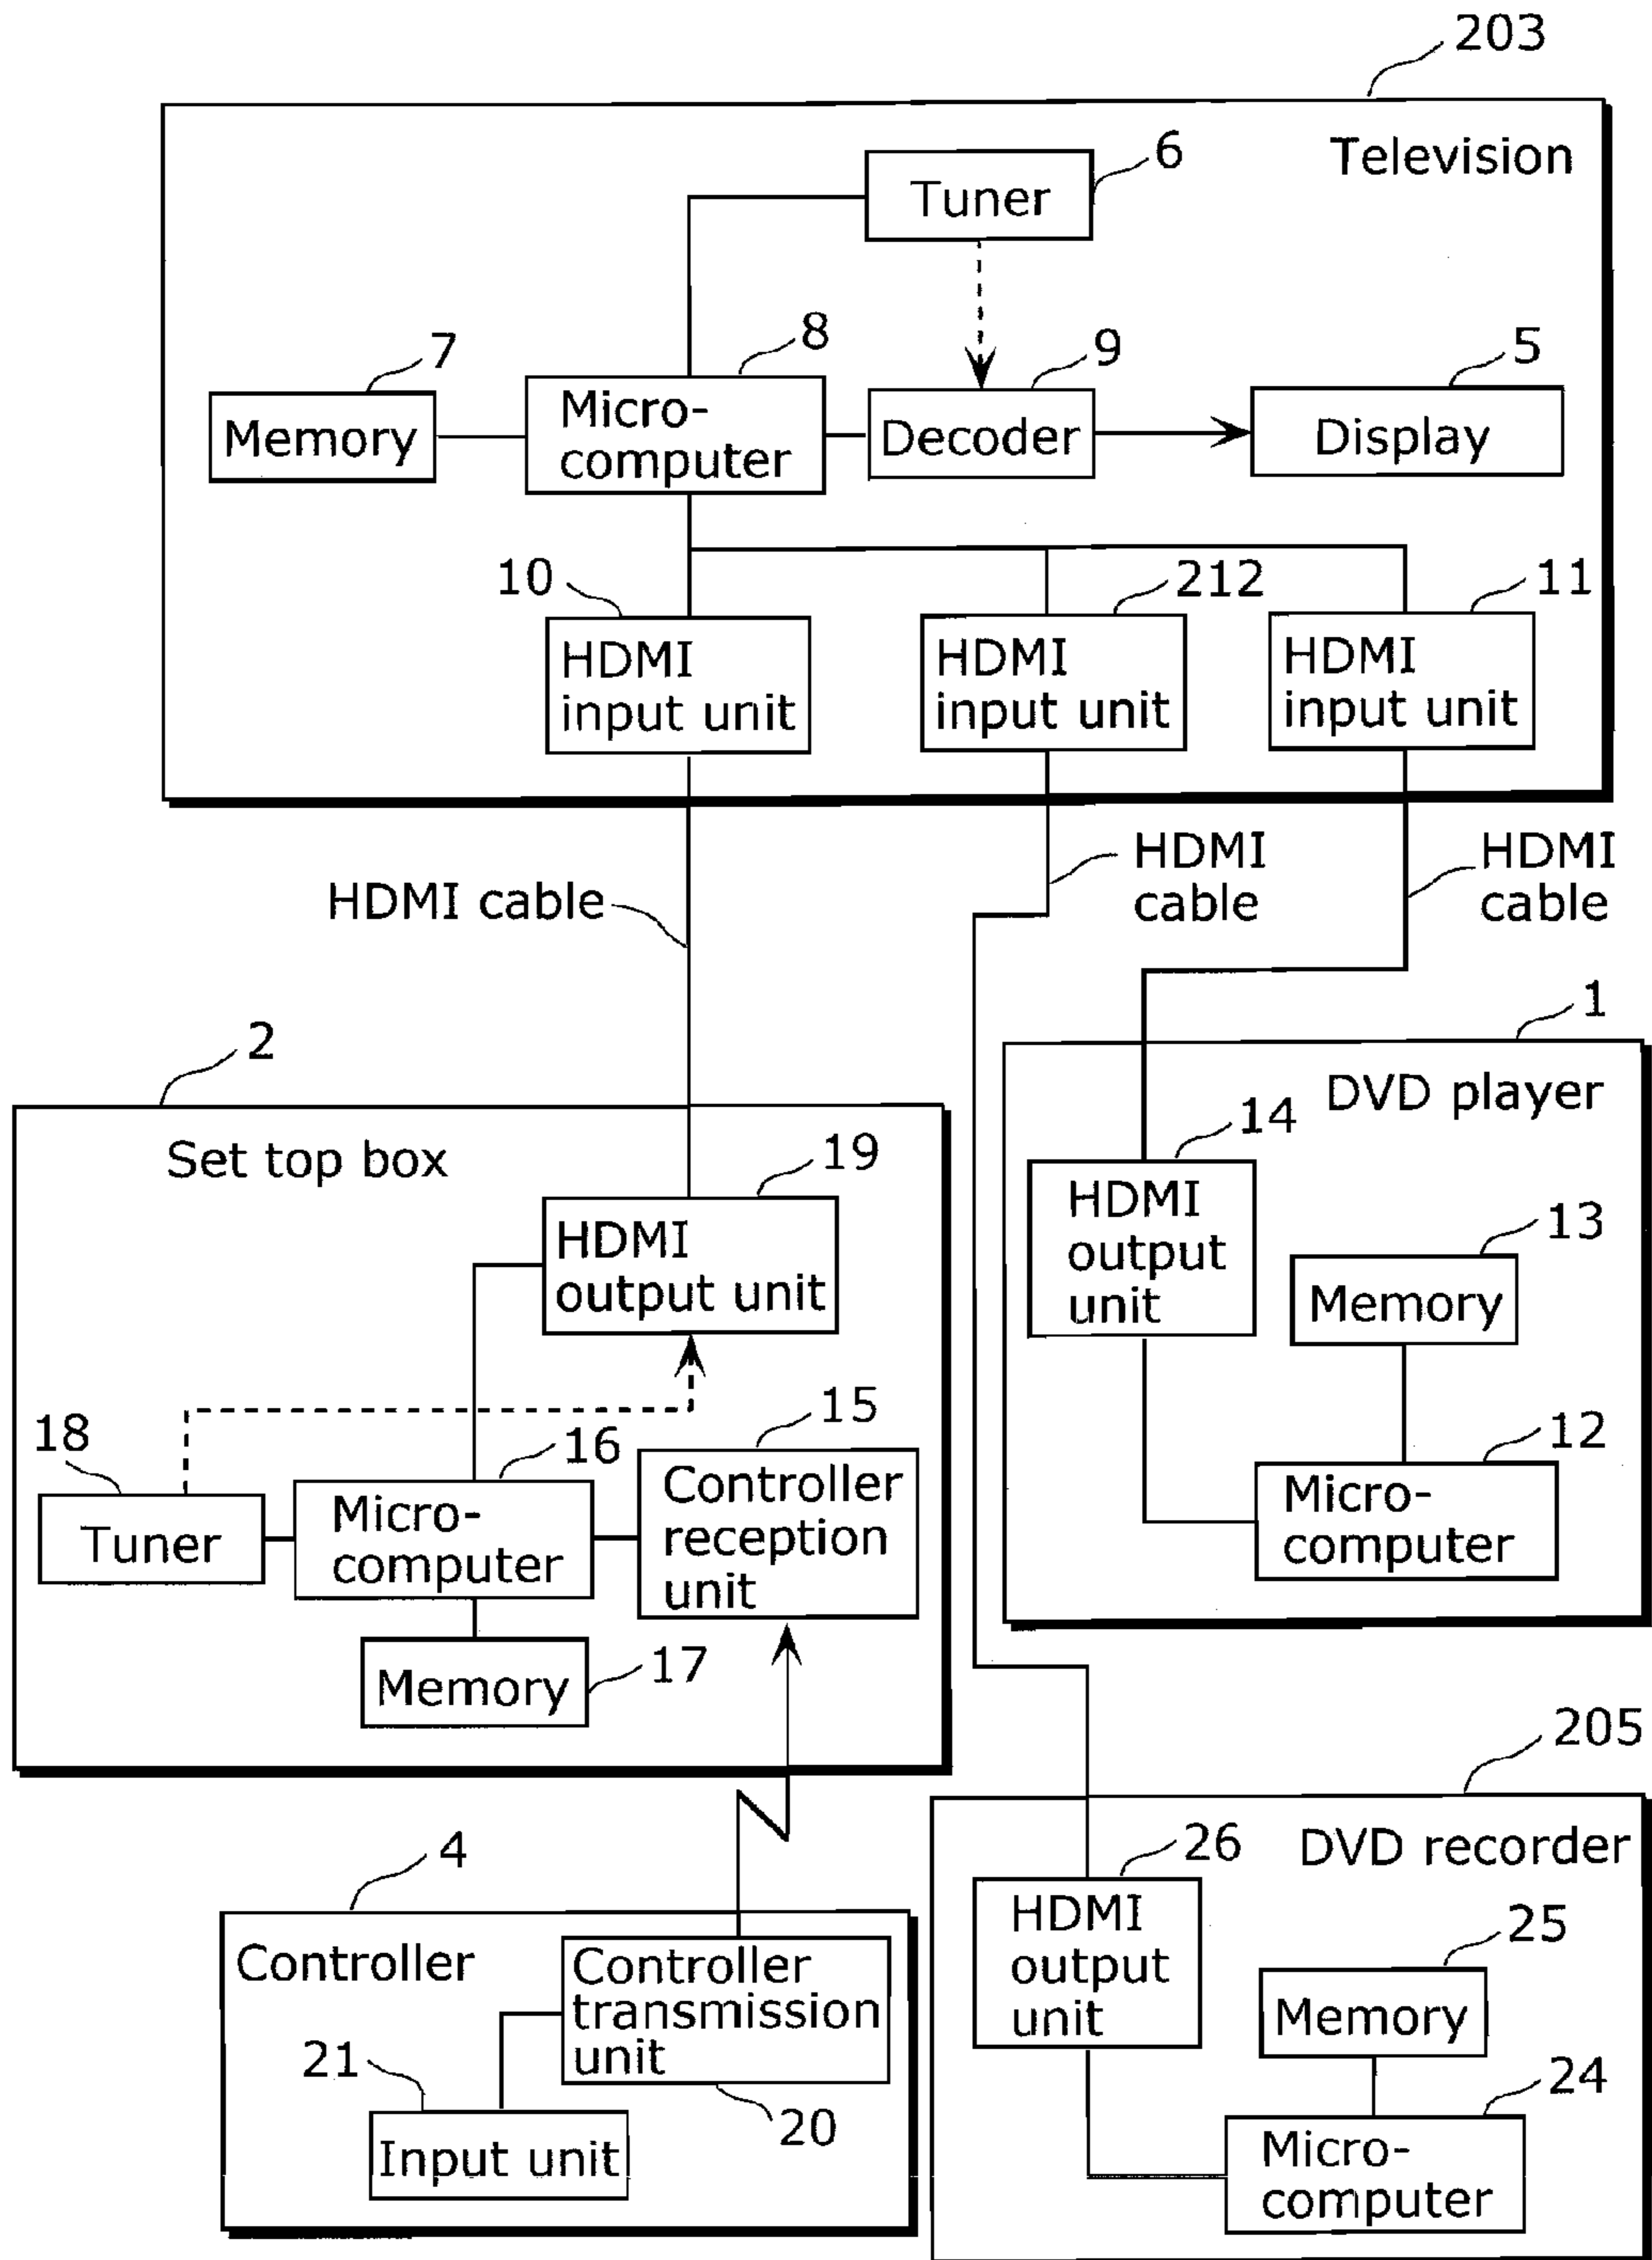 203
Television
6
Tuner
7
8
9
5
Memory
Micro-
computer
Decoder
Display
10
212
11
HDMI
input unit
HDMI
input unit
HDMI
input unit
HDMI cable
HDMI
cable
HDMI
cable
2
Set top box
19
HDMI
output unit
18
16
15
Tuner
Micro-
computer
Controller
reception
unit
Memory
17
1
DVD player
14
HDMI
output
unit
13
Memory
12
Micro-
computer
4
Controller
Controller
transmission
unit
21
20
Input unit
205
DVD recorder
26
HDMI
output
unit
25
Memory
24
Micro-
computer